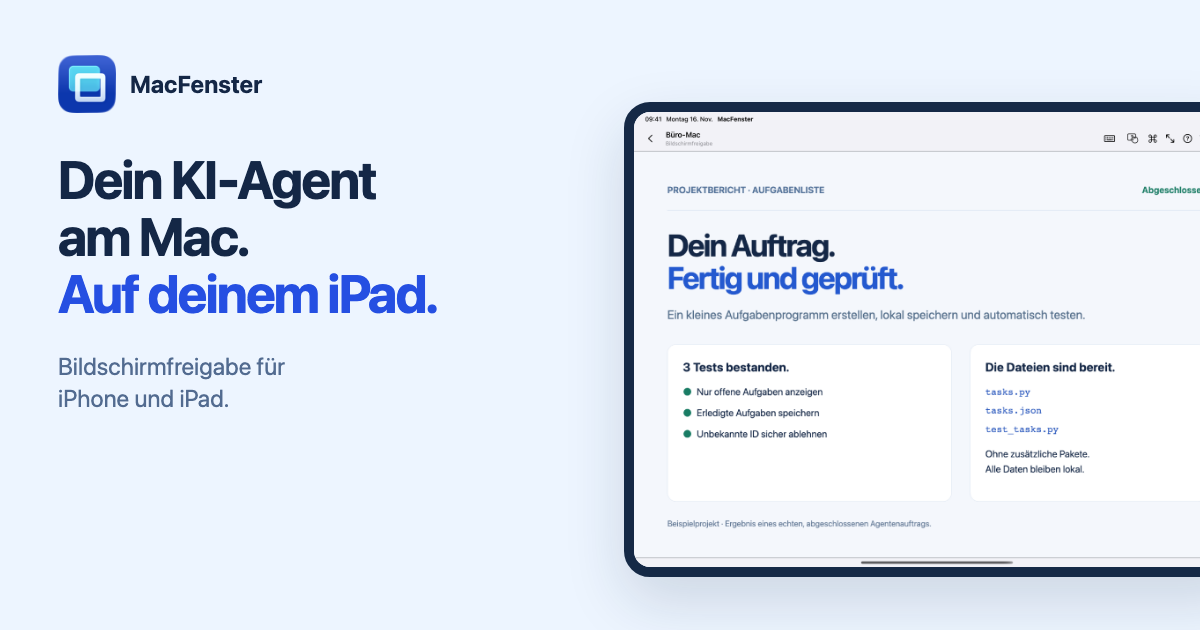 MacFenster
Dein KI-Agent
am Mac.
Auf deinem iPad.
Bildschirmfreigabe für
iPhone und iPad.
09:41 Montag 16. Nov. MacFenster
Büro-Mac
Bildschirmfreigabe
PROJEKTBERICHT · AUFGABENLISTE
Abgeschlosse
Dein Auftrag.
Fertig und geprüft.
Ein kleines Aufgabenprogramm erstellen, lokal speichern und automatisch testen.
3 Tests bestanden.
Nur offene Aufgaben anzeigen
Erledigte Aufgaben speichern
Unbekannte ID sicher ablehnen
Die Dateien sind bereit.
tasks.py
tasks.json
test_tasks.py
Ohne zusätzliche Pakete.
Alle Daten bleiben lokal.
Beispielprojekt · Ergebnis eines echten, abgeschlossenen Agentenauftrags.